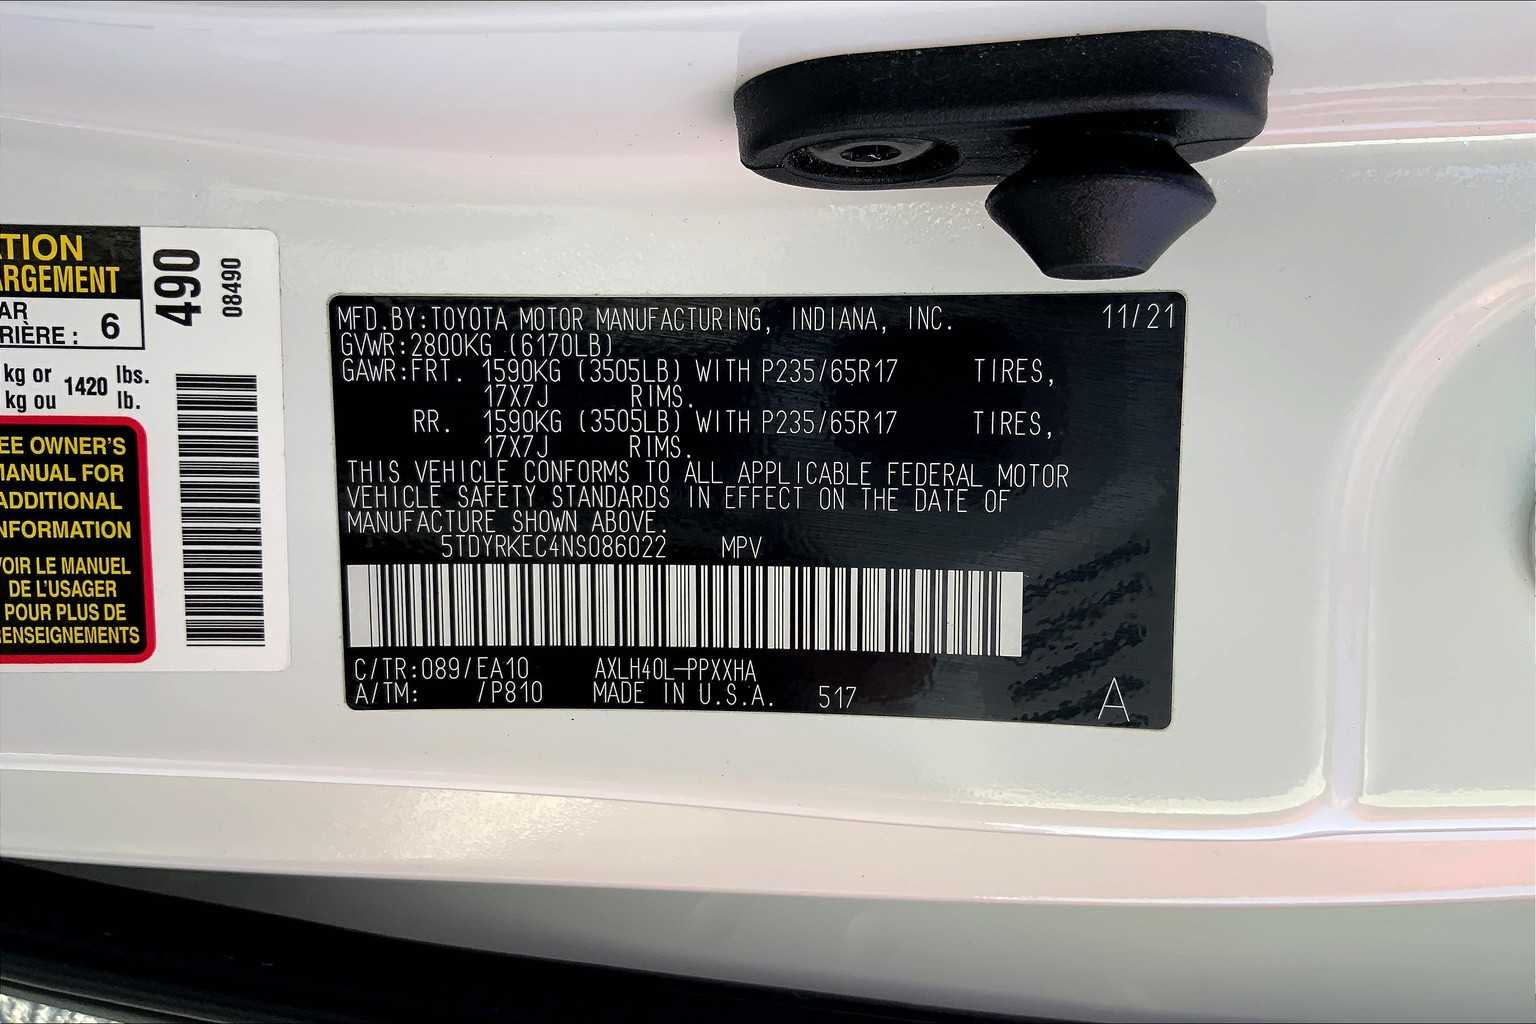 TION
ARGEMENT
AR
RIÈRE : 6
kg or 1420 lbs.
kg ou lb.
EE OWNER'S
MANUAL FOR
ADDITIONAL
NFORMATION
VOIR LE MANUEL
DE L'USAGER
POUR PLUS DE
RENSEIGNEMENTS
490
08490
MFD.BY:TOYOTA MOTOR MANUFACTURING, INDIANA, INC. 11/21
GVWR:2800KG (6170LB)
GAWR:FRT. 1590KG (3505LB) WITH P235/65R17 TIRES,
17X7J RIMS.
RR. 1590KG (3505LB) WITH P235/65R17 TIRES,
17X7J RIMS.
THIS VEHICLE CONFORMS TO ALL APPLICABLE FEDERAL MOTOR
VEHICLE SAFETY STANDARDS IN EFFECT ON THE DATE OF
MANUFACTURE SHOWN ABOVE.
5TDYRKEC4NS086022 MPV
C/TR:089/EA10 AXLH40L-PPXXHA
A/TM: /P810 MADE IN U.S.A. 517 A